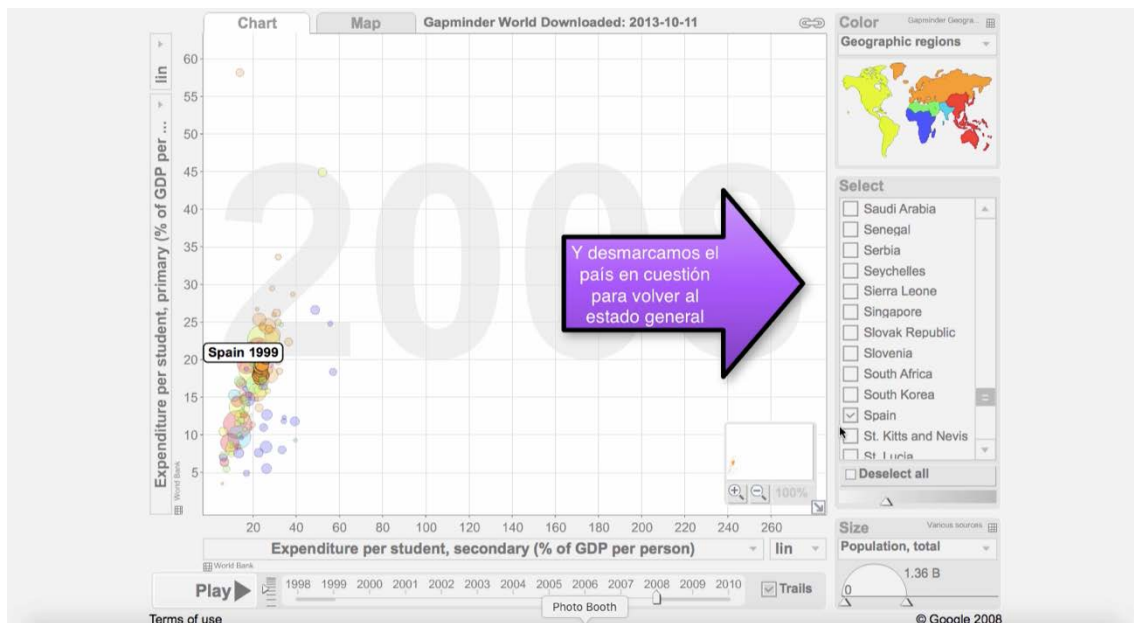 Chart
Map
Gapminder World Downloaded: 2013-10-11
Color
Gapminder Geogra...
Geographic regions
lin
Expenditure per student, primary (% of GDP per ...
World Bank
60
55
50
45
40
35
30
25
20
15
10
5
2008
Spain 1999
Y desmarcamos el
país en cuestión
para volver al
estado general
100%
20 40 60 80 100 120 140 160 180 200 220 240 260
Expenditure per student, secondary (% of GDP per person)
lin
World Bank
Select
Saudi Arabia
Senegal
Serbia
Seychelles
Sierra Leone
Singapore
Slovak Republic
Slovenia
South Africa
South Korea
Spain
St. Kitts and Nevis
St. Lucia
Deselect all
Size
Various sources
Population, total
1.36 B
0
Play
1998 1999 2000 2001 2002 2003 2004 2005 2006 2007 2008 2009 2010
Trails
Photo Booth
Terms of use
© Google 2008